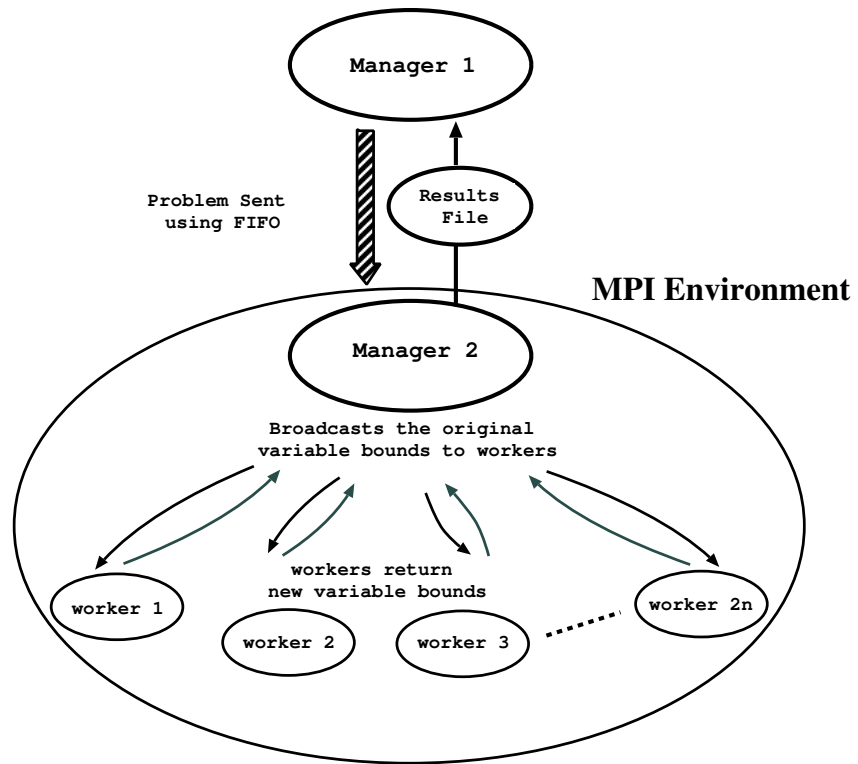 Manager 1
Problem Sent
using FIFO
Results
File
MPI Environment
Manager 2
Broadcasts the original
variable bounds to workers
workers return
new variable bounds
worker 1
worker 2
worker 3
worker 2n